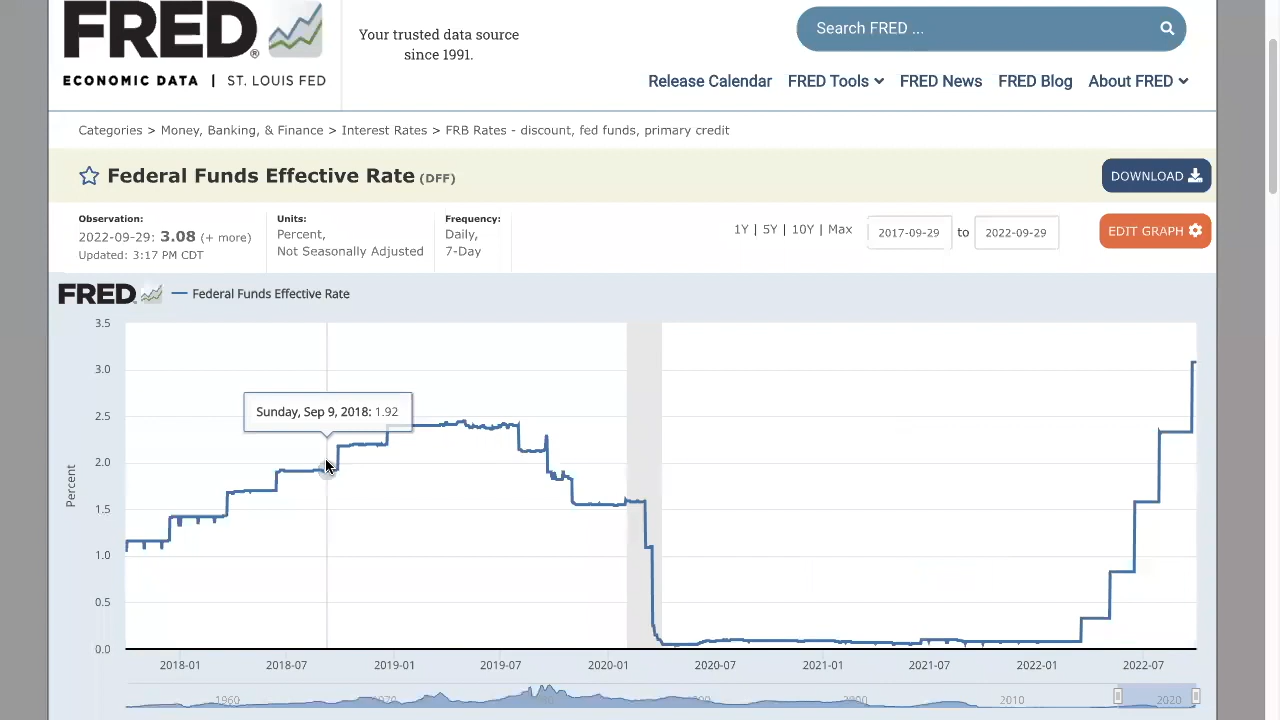 FRED®
Your trusted data source
since 1991.
Search FRED ...
ECONOMIC DATA | ST. LOUIS FED
Release Calendar FRED Tools FRED News FRED Blog About FRED
Categories > Money, Banking, & Finance > Interest Rates > FRB Rates - discount, fed funds, primary credit
Federal Funds Effective Rate (DFF)
DOWNLOAD
Observation:
2022-09-29: 3.08 (+ more)
Updated: 3:17 PM CDT
Units:
Percent,
Not Seasonally Adjusted
Frequency:
Daily,
7-Day
1Y | 5Y | 10Y | Max
2017-09-29 to 2022-09-29
EDIT GRAPH
FRED
Federal Funds Effective Rate
3.5
3.0
2.5
2.0
1.5
1.0
0.5
0.0
Percent
Sunday, Sep 9, 2018: 1.92
2018-01 2018-07 2019-01 2019-07 2020-01 2020-07 2021-01 2021-07 2022-01 2022-07
1960 2000 2010 2020